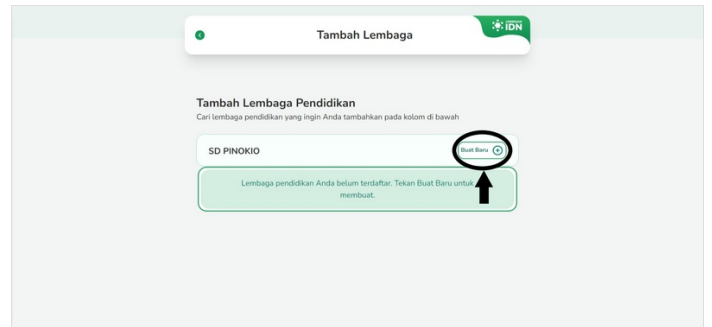 Tambah Lembaga
IDN
Tambah Lembaga Pendidikan
Cari lembaga pendidikan yang ingin Anda tambahkan pada kolom di bawah
SD PINOKIO
Buat Baru
Lembaga pendidikan Anda belum terdaftar. Tekan Buat Baru untuk
membuat.